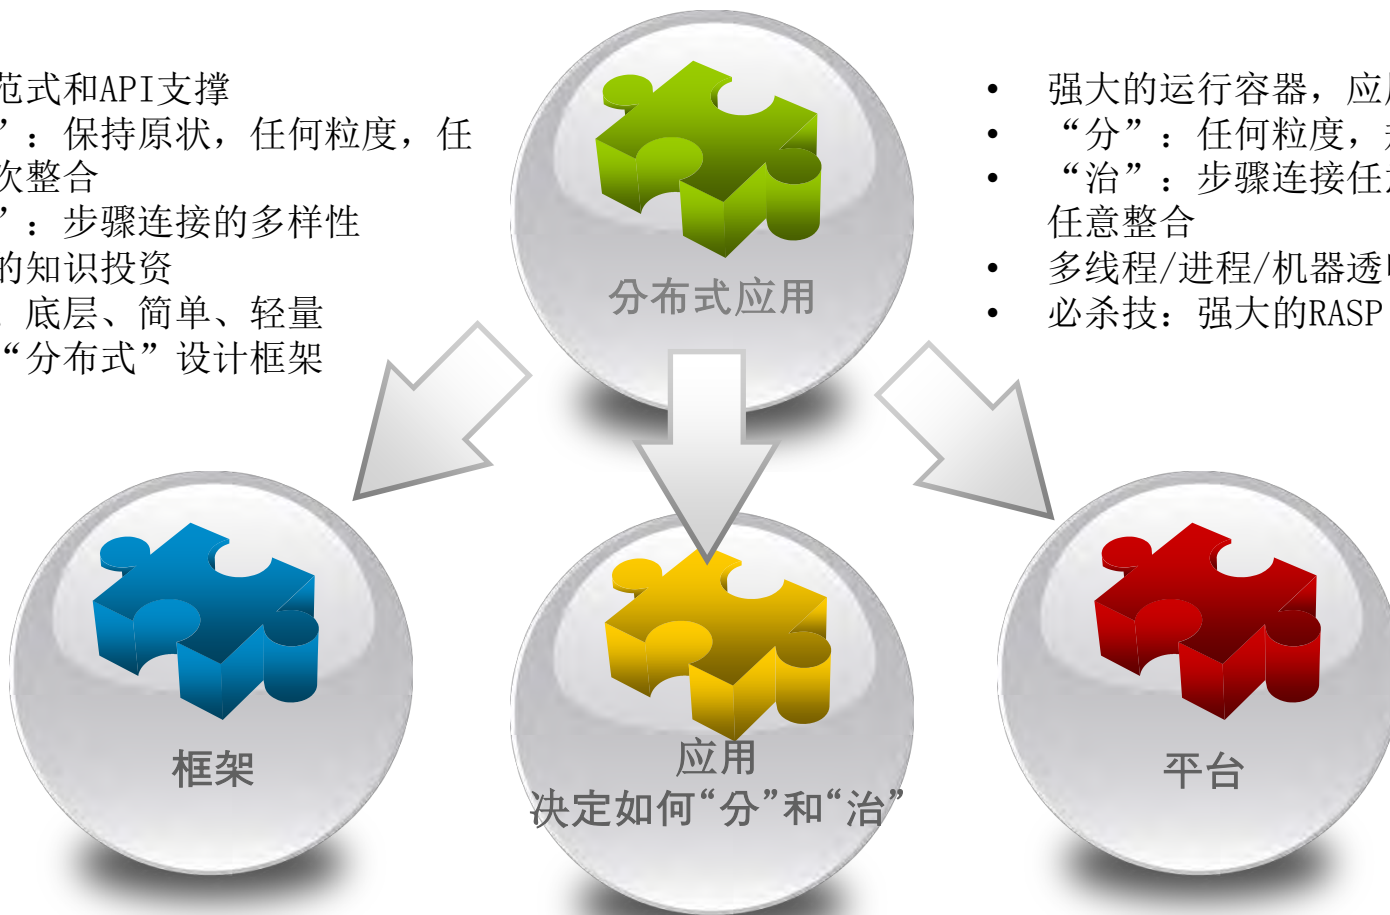 范式和API支撑
”：保持原状，任何粒度，任
次整合
”：步骤连接的多样性
的知识投资
底层、简单、轻量
“分布式”设计框架
• 强大的运行容器，应
• “分”：任何粒度，
• “治”：步骤连接任
任意整合
• 多线程/进程/机器透
• 必杀技：强大的RASP
分布式应用
框架
应用
决定如何“分”和“治”
平台